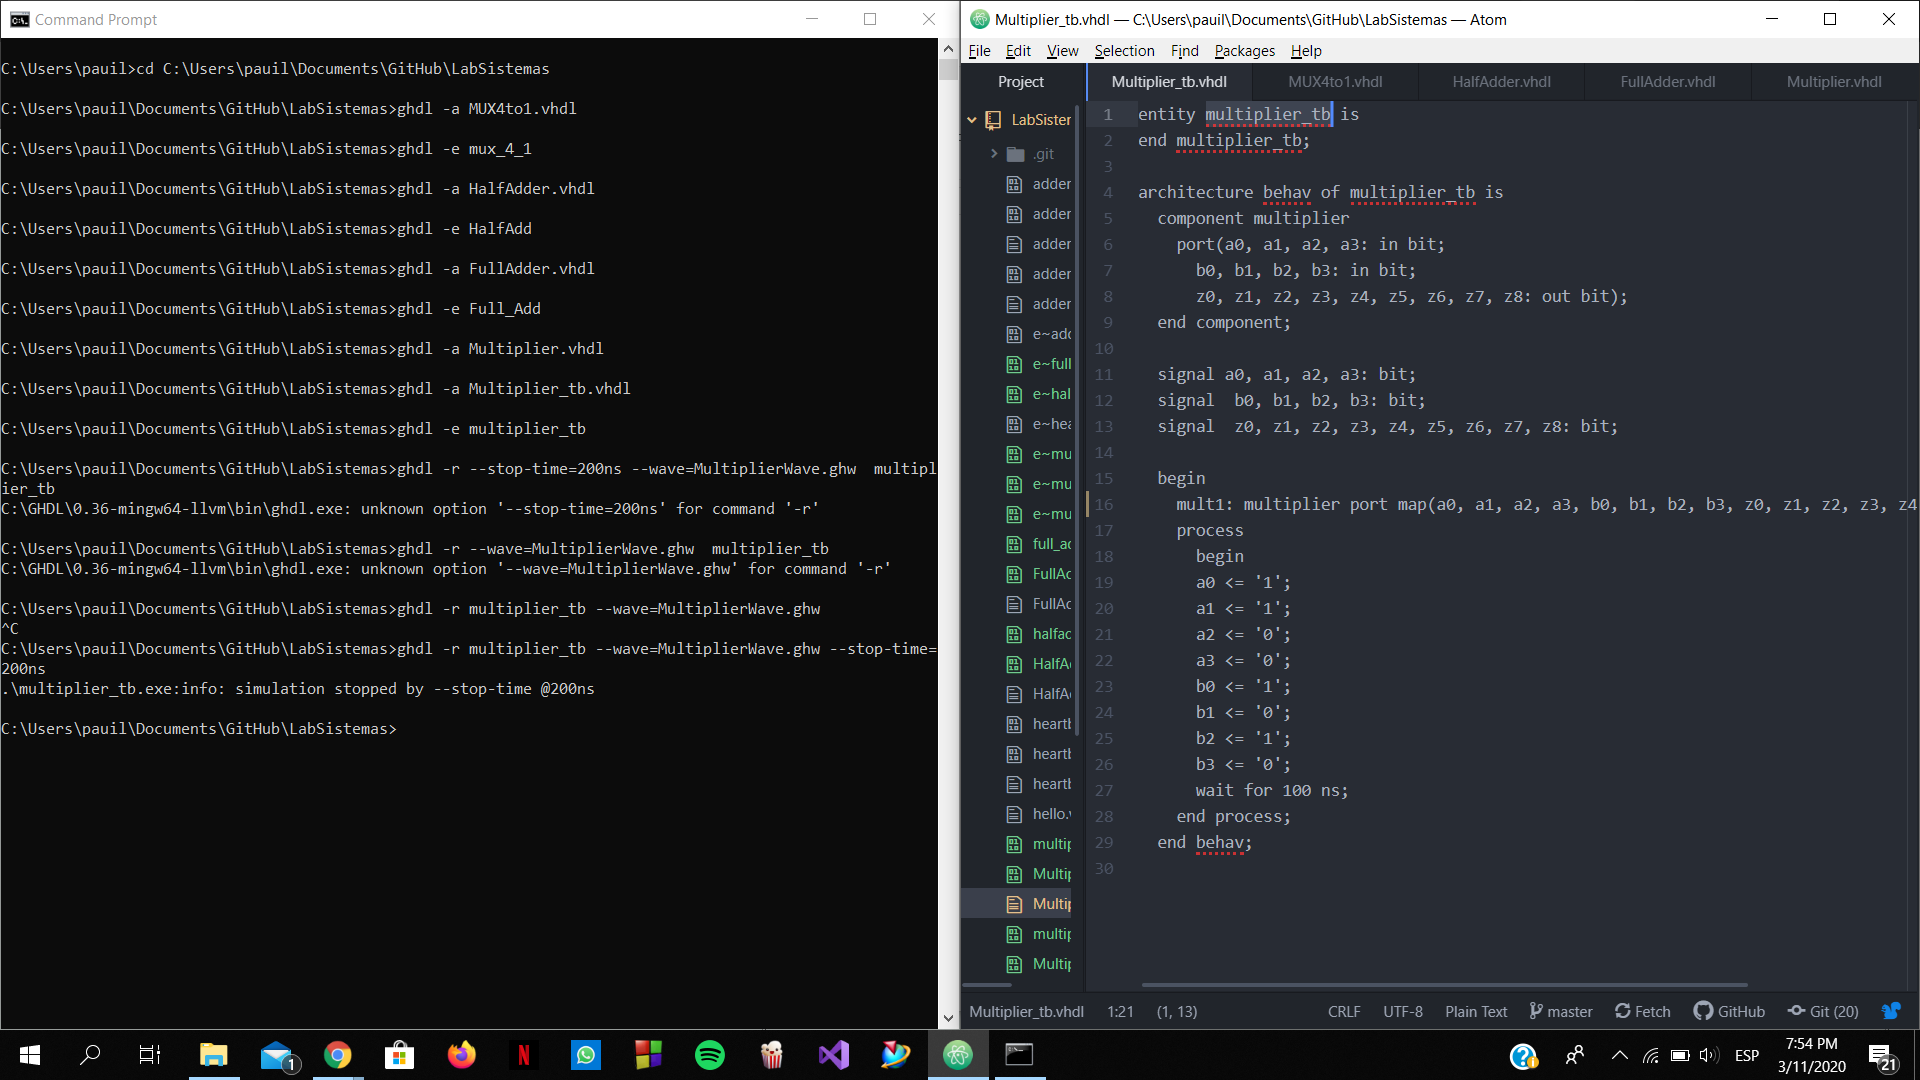 Command Prompt
C:\Users\pauil>cd C:\Users\pauil\Documents\GitHub\LabSistemas
C:\Users\pauil\Documents\GitHub\LabSistemas>ghdl -a MUX4to1.vhdl
C:\Users\pauil\Documents\GitHub\LabSistemas>ghdl -e mux_4_1
C:\Users\pauil\Documents\GitHub\LabSistemas>ghdl -a HalfAdder.vhdl
C:\Users\pauil\Documents\GitHub\LabSistemas>ghdl -e HalfAdd
C:\Users\pauil\Documents\GitHub\LabSistemas>ghdl -a FullAdder.vhdl
C:\Users\pauil\Documents\GitHub\LabSistemas>ghdl -e Full_Add
C:\Users\pauil\Documents\GitHub\LabSistemas>ghdl -a Multiplier.vhdl
C:\Users\pauil\Documents\GitHub\LabSistemas>ghdl -a Multiplier_tb.vhdl
C:\Users\pauil\Documents\GitHub\LabSistemas>ghdl -e multiplier_tb
C:\Users\pauil\Documents\GitHub\LabSistemas>ghdl -r --stop-time=200ns --wave=MultiplierWave.ghw  multipl
ier_tb
C:\GHDL\0.36-mingw64-llvm\bin\ghdl.exe: unknown option '--stop-time=200ns' for command '-r'
C:\Users\pauil\Documents\GitHub\LabSistemas>ghdl -r --wave=MultiplierWave.ghw  multiplier_tb
C:\GHDL\0.36-mingw64-llvm\bin\ghdl.exe: unknown option '--wave=MultiplierWave.ghw' for command '-r'
C:\Users\pauil\Documents\GitHub\LabSistemas>ghdl -r multiplier_tb --wave=MultiplierWave.ghw
^C
C:\Users\pauil\Documents\GitHub\LabSistemas>ghdl -r multiplier_tb --wave=MultiplierWave.ghw --stop-time=
200ns
.\multiplier_tb.exe:info: simulation stopped by --stop-time @200ns
C:\Users\pauil\Documents\GitHub\LabSistemas>
Multiplier_tb.vhdl — C:\Users\pauil\Documents\GitHub\LabSistemas — Atom
File Edit View Selection Find Packages Help
Project
LabSister
.git
adder
adder
adder
adder
adder
e~add
e~full
e~hal
e~hea
e~mu
e~mu
e~mu
full_ad
FullAd
FullAd
halfad
HalfA
HalfA
heartb
heartb
heartb
hello.v
multip
Multip
Multip
multip
Multip
Multiplier_tb.vhdl MUX4to1.vhdl HalfAdder.vhdl FullAdder.vhdl Multiplier.vhdl
1 entity multiplier_tb is
2 end multiplier_tb;
3
4 architecture behav of multiplier_tb is
5 component multiplier
6 port(a0, a1, a2, a3: in bit;
7 b0, b1, b2, b3: in bit;
8 z0, z1, z2, z3, z4, z5, z6, z7, z8: out bit);
9 end component;
10
11 signal a0, a1, a2, a3: bit;
12 signal  b0, b1, b2, b3: bit;
13 signal  z0, z1, z2, z3, z4, z5, z6, z7, z8: bit;
14
15 begin
16 mult1: multiplier port map(a0, a1, a2, a3, b0, b1, b2, b3, z0, z1, z2, z3, z4
17 process
18 begin
19 a0 <= '1';
20 a1 <= '1';
21 a2 <= '0';
22 a3 <= '0';
23 b0 <= '1';
24 b1 <= '0';
25 b2 <= '1';
26 b3 <= '0';
27 wait for 100 ns;
28 end process;
29 end behav;
30
Multiplier_tb.vhdl 1:21 (1, 13) CRLF UTF-8 Plain Text master Fetch GitHub Git (20)
1
ESP
7:54 PM
3/11/2020
21